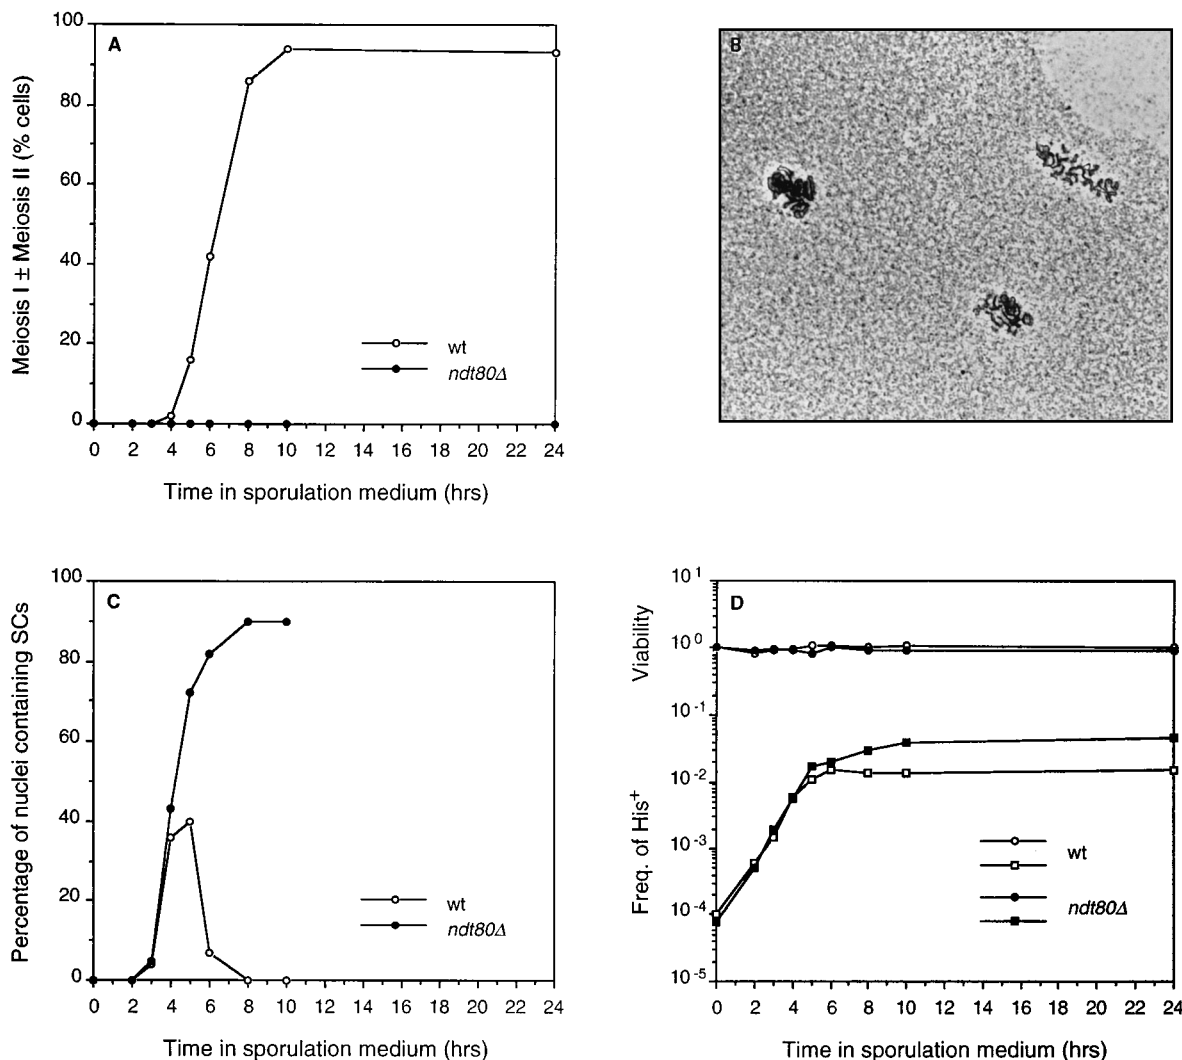 A
100
80
60
40
20
0
Meiosis I ± Meiosis II (% cells)
wt
ndt80Δ
0 2 4 6 8 10 12 14 16 18 20 22 24
Time in sporulation medium (hrs)
B
C
100
80
60
40
20
0
Percentage of nuclei containing SCs
wt
ndt80Δ
0 2 4 6 8 10 12 14 16 18 20 22 24
Time in sporulation medium (hrs)
D
10¹
10⁰
10⁻¹
10⁻²
10⁻³
10⁻⁴
10⁻⁵
Viability
Freq. of His⁺
wt
ndt80Δ
0 2 4 6 8 10 12 14 16 18 20 22 24
Time in sporulation medium (hrs)